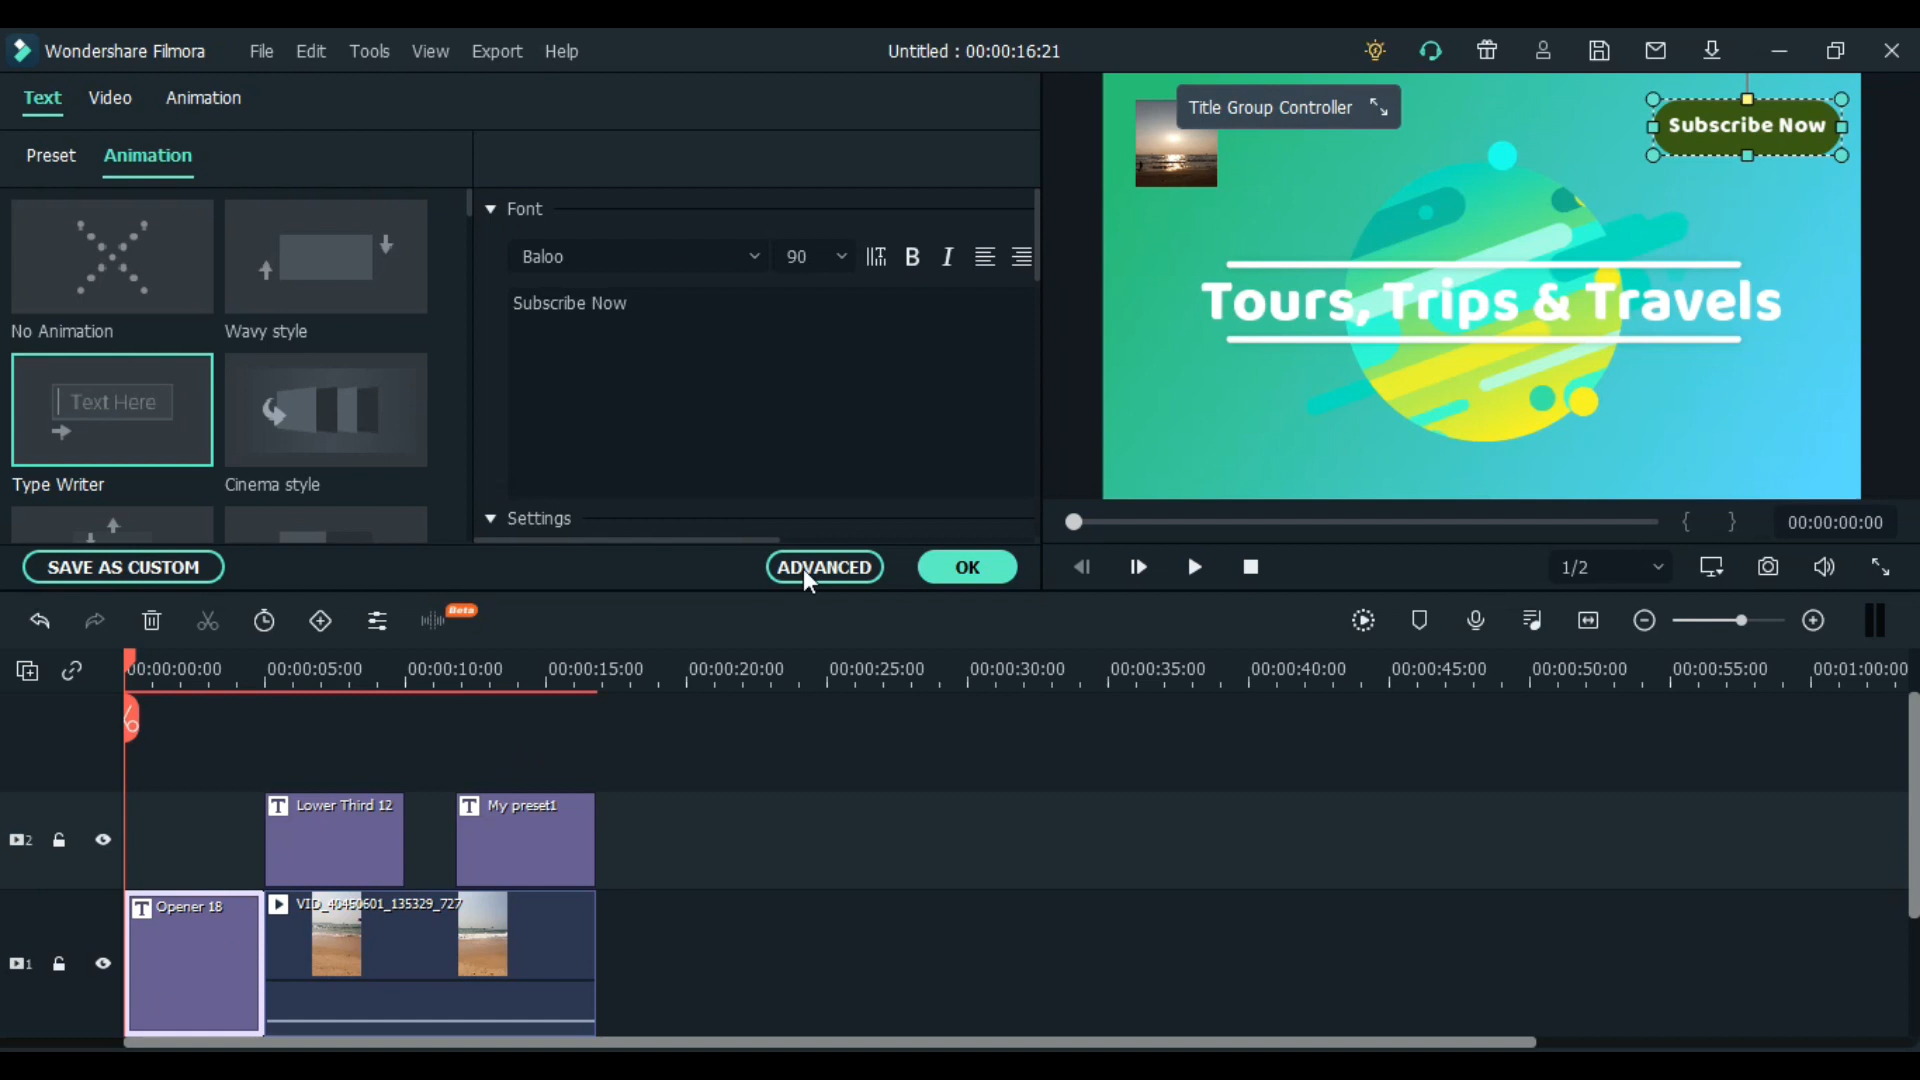 Wondershare Filmora File Edit Tools View Export Help Untitled : 00:00:16:21
Text Video Animation
Preset Animation
No Animation
Wavy style
Text Here
Type Writer
Cinema style
Font
Baloo 90 B I
Subscribe Now
Settings
SAVE AS CUSTOM ADVANCED OK
Title Group Controller
Subscribe Now
Tours, Trips & Travels
{ } 00:00:00:00
1/2
Beta
00:00:00:00 00:00:05:00 00:00:10:00 00:00:15:00 00:00:20:00 00:00:25:00 00:00:30:00 00:00:35:00 00:00:40:00 00:00:45:00 00:00:50:00 00:00:55:00 00:01:00:00
2
T Lower Third 12
T My preset1
1
T Opener 18
VID_40450601_135329_727